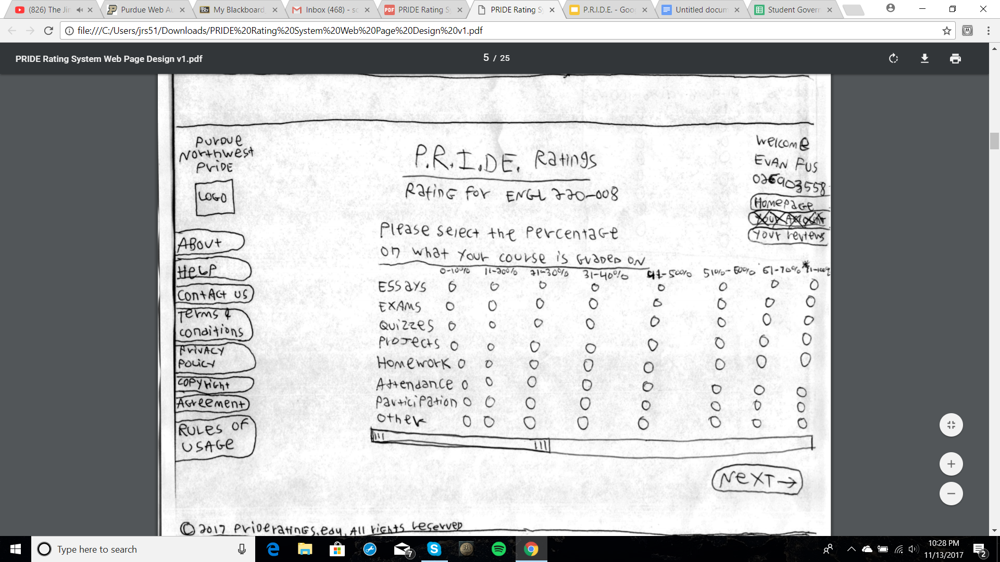 (826) The Jin
Purdue Web Au
My Blackboard
Inbox (468) - sc
PRIDE Rating Sy
PRIDE Rating Sy
P.R.I.D.E. - Goo
Untitled docum
Student Govern
file:///C:/Users/jrs51/Downloads/PRIDE%20Rating%20System%20Web%20Page%20Design%20v1.pdf
PRIDE Rating System Web Page Design v1.pdf
5 / 25
Purdue
Northwest
PRIDE
LOGO
About
Help
Contact us
Terms &
conditions
Privacy
Policy
Copyright
Agreement
Rules of
Usage
P.R.I.D.E. Ratings
Rating for ENGL 220-008
Welcome
Evan Fus
026903558
Homepage
Your Account
Your reviews
Please select the percentage
on what your course is graded on
0-10% 11-20% 21-30% 31-40% 41-50% 51%-60% 61-70% 71-100%
Essays
Exams
Quizzes
Projects
Homework
Attendance
Participation
Other
Next →
© 2017 prideratings.edu, All rights reserved
Type here to search
7
10:28 PM
11/13/2017
2